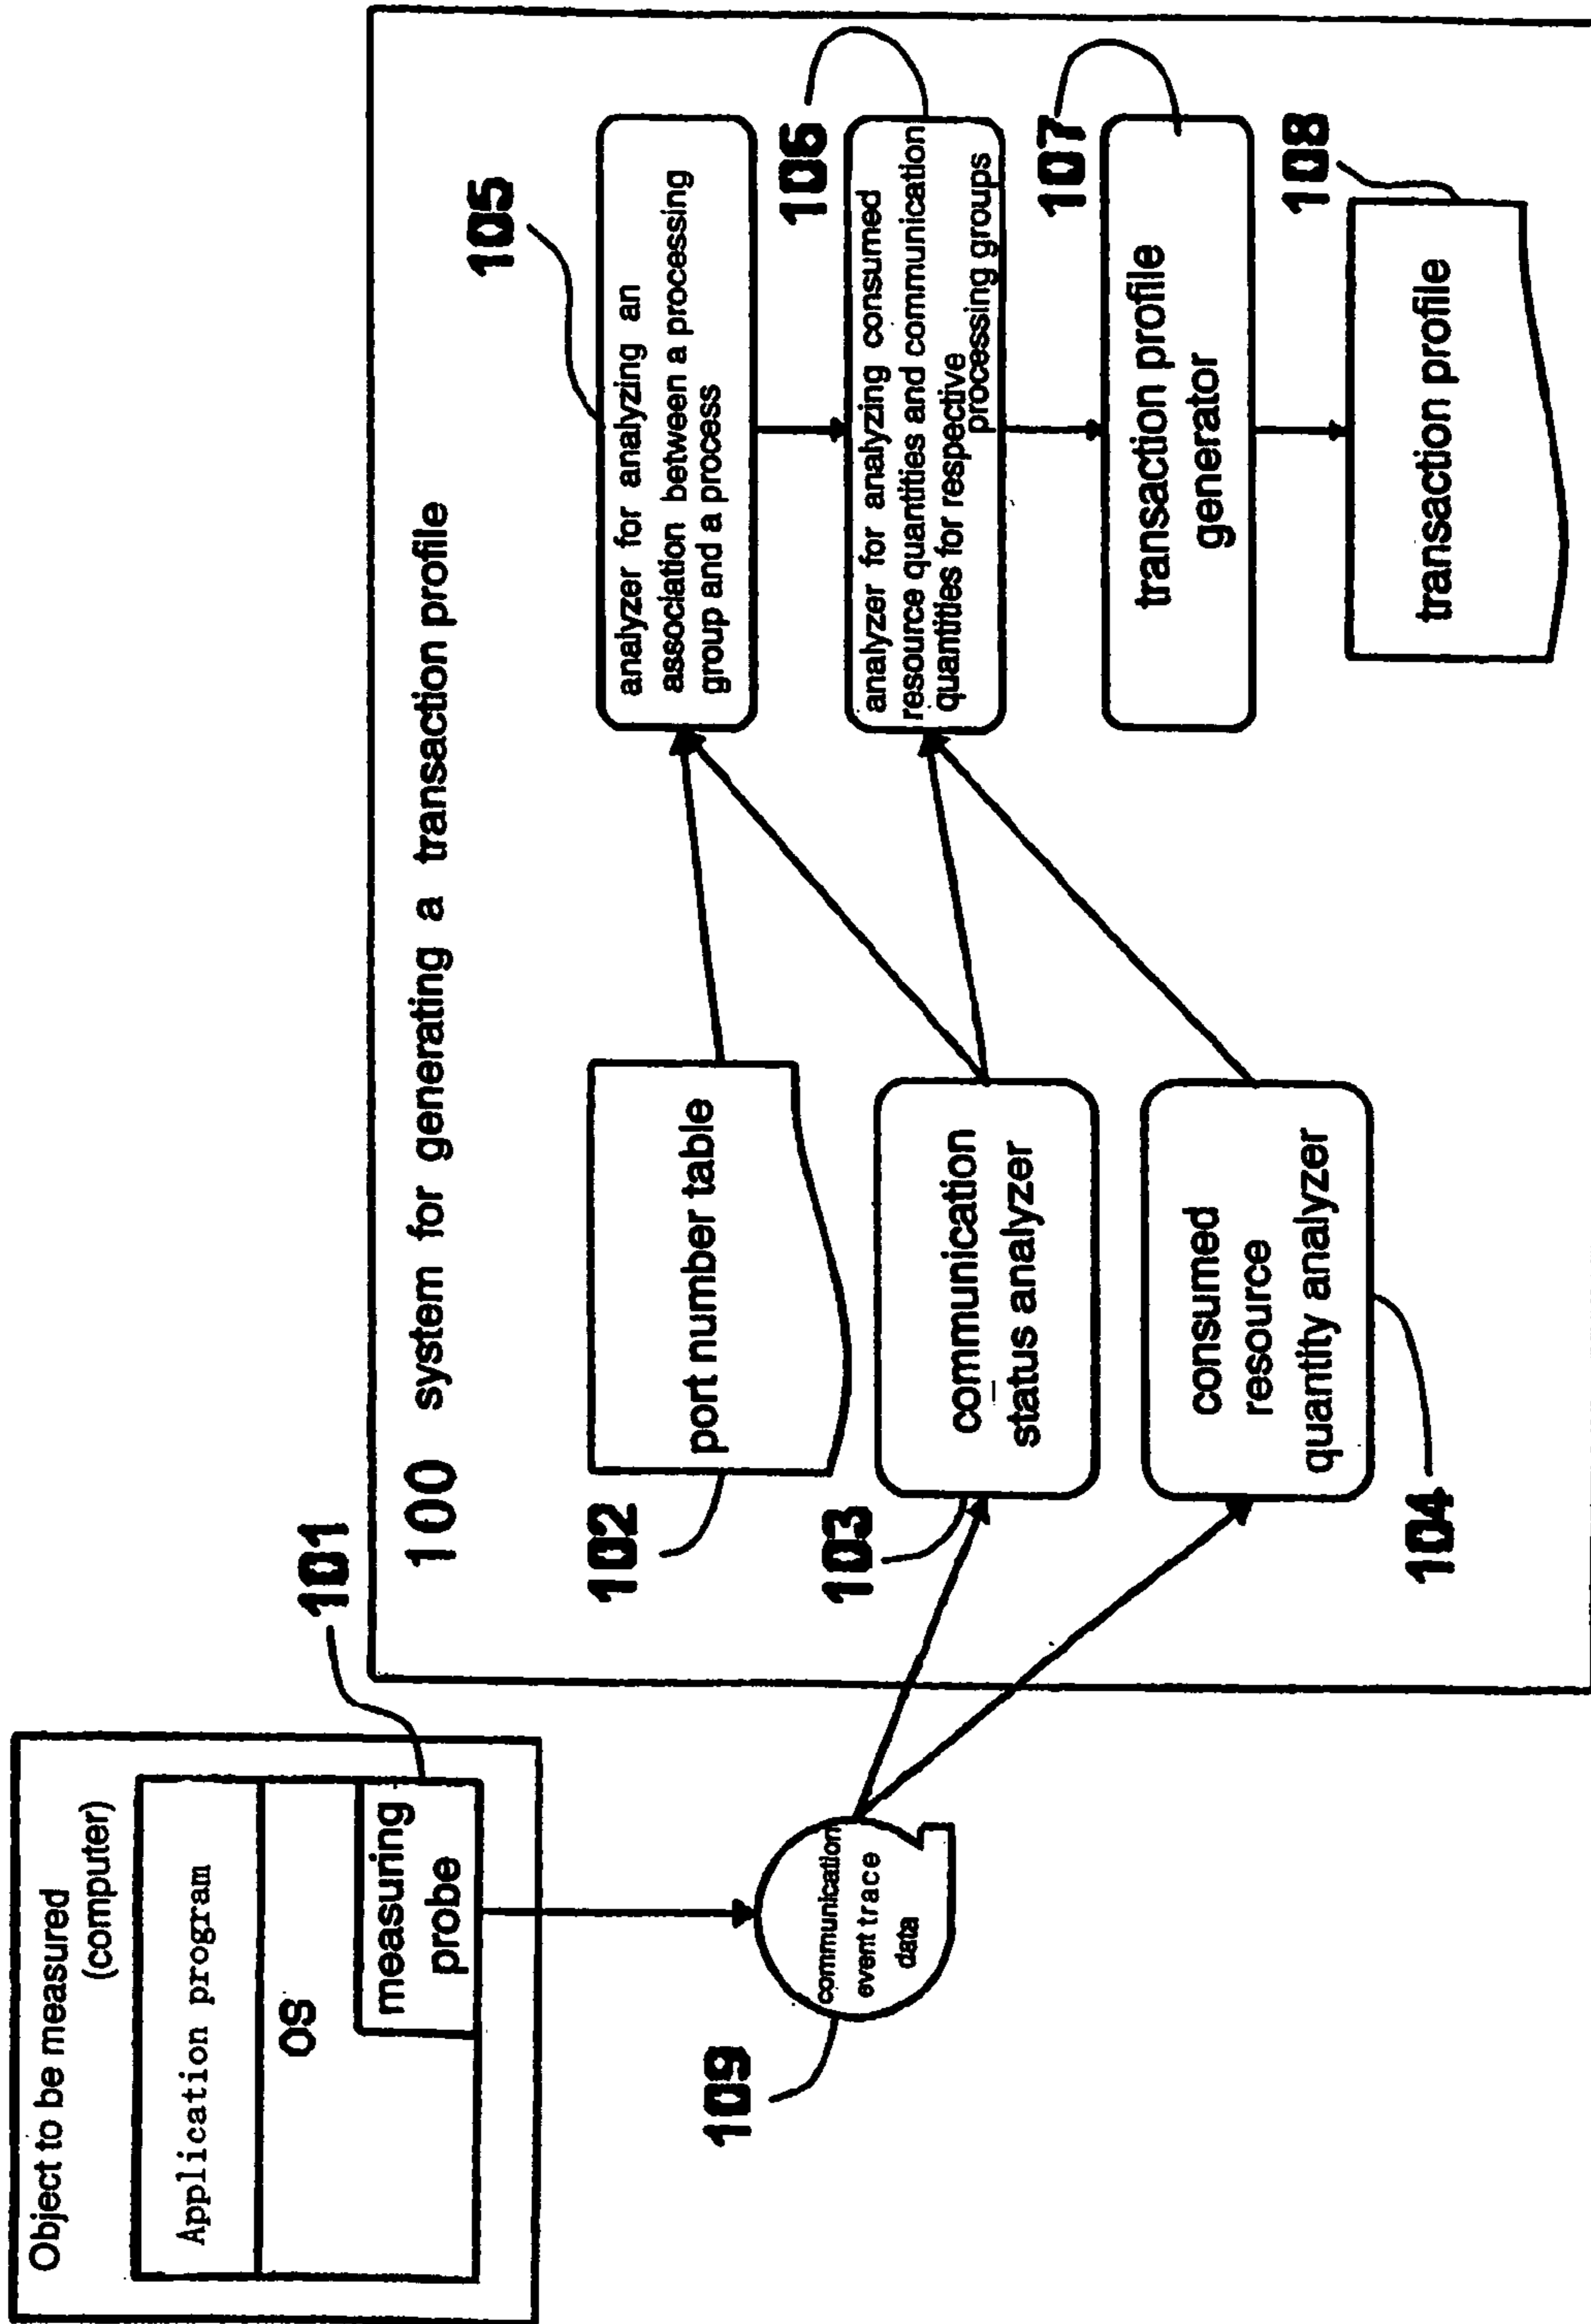 Object to be measured
(computer)
Application program
OS
measuring
probe
101
109
communication
event trace
data
100 system for generating a transaction profile
102
port number table
103
communication
status analyzer
104
consumed
resource
quantity analyzer
105
analyzer for analyzing an
association between a processing
group and a process
106
analyzer for analyzing consumed
resource quantities and communication
quantities for respective
processing groups
107
transaction profile
generator
108
transaction profile